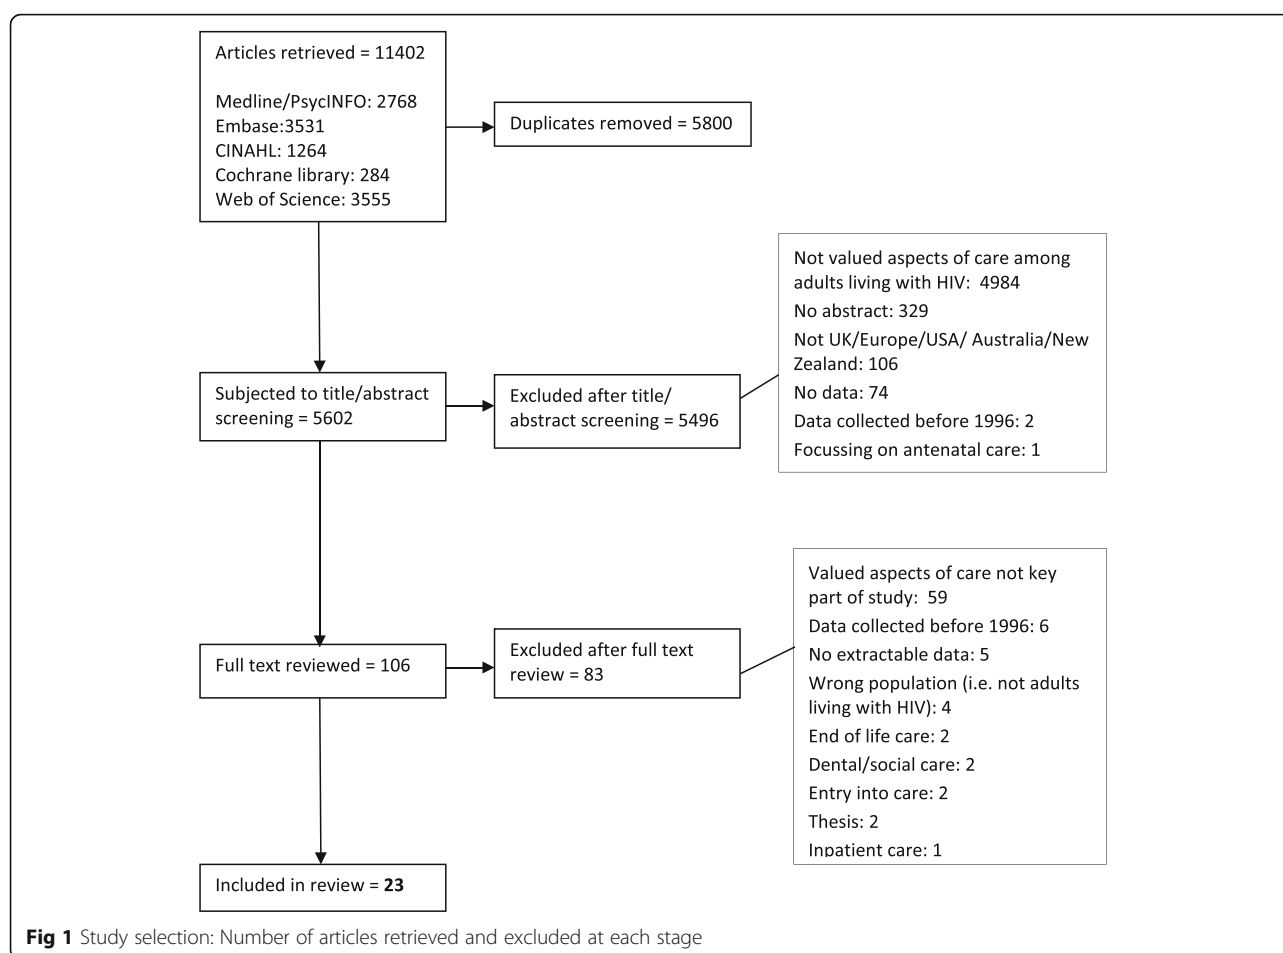 Articles retrieved = 11402
Medline/PsycINFO: 2768
Embase:3531
CINAHL: 1264
Cochrane library: 284
Web of Science: 3555
Duplicates removed = 5800
Subjected to title/abstract
screening = 5602
Excluded after title/
abstract screening = 5496
Not valued aspects of care among
adults living with HIV:  4984
No abstract: 329
Not UK/Europe/USA/ Australia/New
Zealand: 106
No data: 74
Data collected before 1996: 2
Focussing on antenatal care: 1
Full text reviewed = 106
Excluded after full text
review = 83
Valued aspects of care not key
part of study:  59
Data collected before 1996: 6
No extractable data: 5
Wrong population (i.e. not adults
living with HIV): 4
End of life care: 2
Dental/social care: 2
Entry into care: 2
Thesis: 2
Inpatient care: 1
Included in review = 23
Fig 1 Study selection: Number of articles retrieved and excluded at each stage